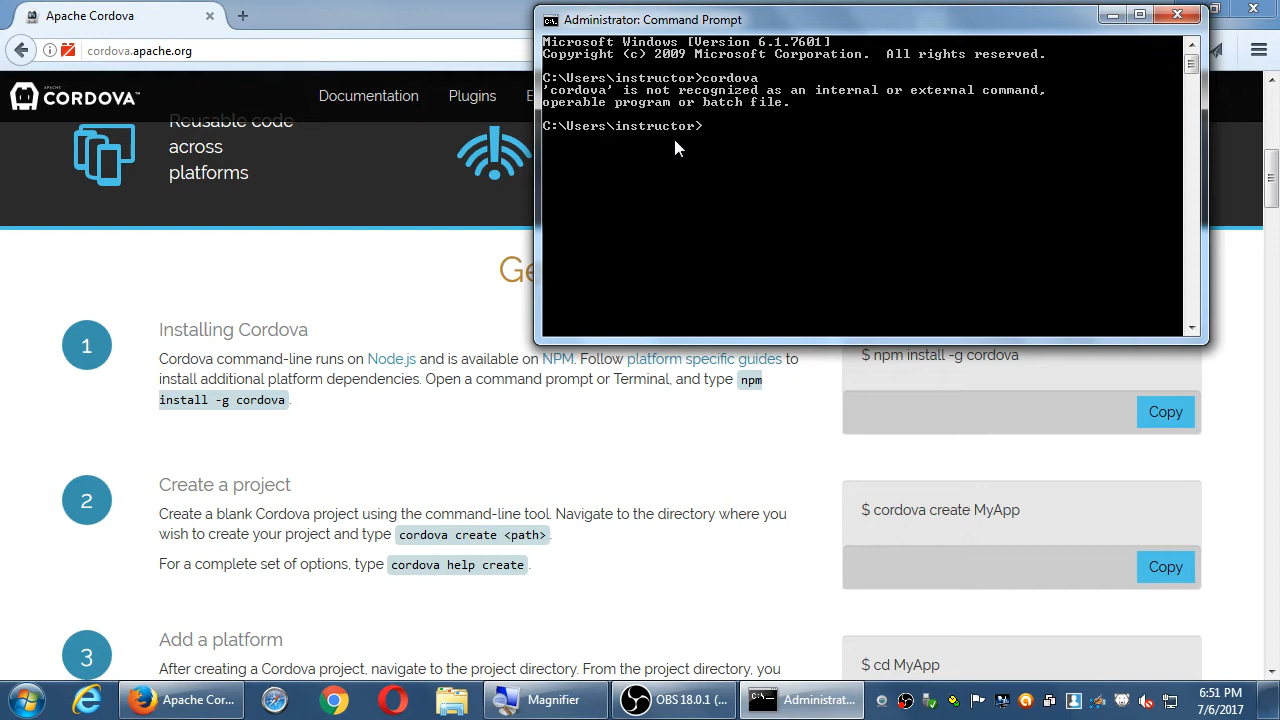 Apache Cordova
cordova.apache.org
APACHE
CORDOVA™
Documentation
Plugins
E
Reusable code
across
platforms
Administrator: Command Prompt
Microsoft Windows [Version 6.1.7601]
Copyright (c) 2009 Microsoft Corporation.  All rights reserved.
C:\Users\instructor>cordova
'cordova' is not recognized as an internal or external command,
operable program or batch file.
C:\Users\instructor>
Ge
1
Installing Cordova
Cordova command-line runs on Node.js and is available on NPM. Follow platform specific guides to
install additional platform dependencies. Open a command prompt or Terminal, and type npm
install -g cordova.
$ npm install -g cordova
Copy
2
Create a project
Create a blank Cordova project using the command-line tool. Navigate to the directory where you
wish to create your project and type cordova create <path>.
For a complete set of options, type cordova help create.
$ cordova create MyApp
Copy
3
Add a platform
After creating a Cordova project, navigate to the project directory. From the project directory, you
$ cd MyApp
Apache Cor...
Magnifier
OBS 18.0.1 (...
Administrat...
6:51 PM
7/6/2017